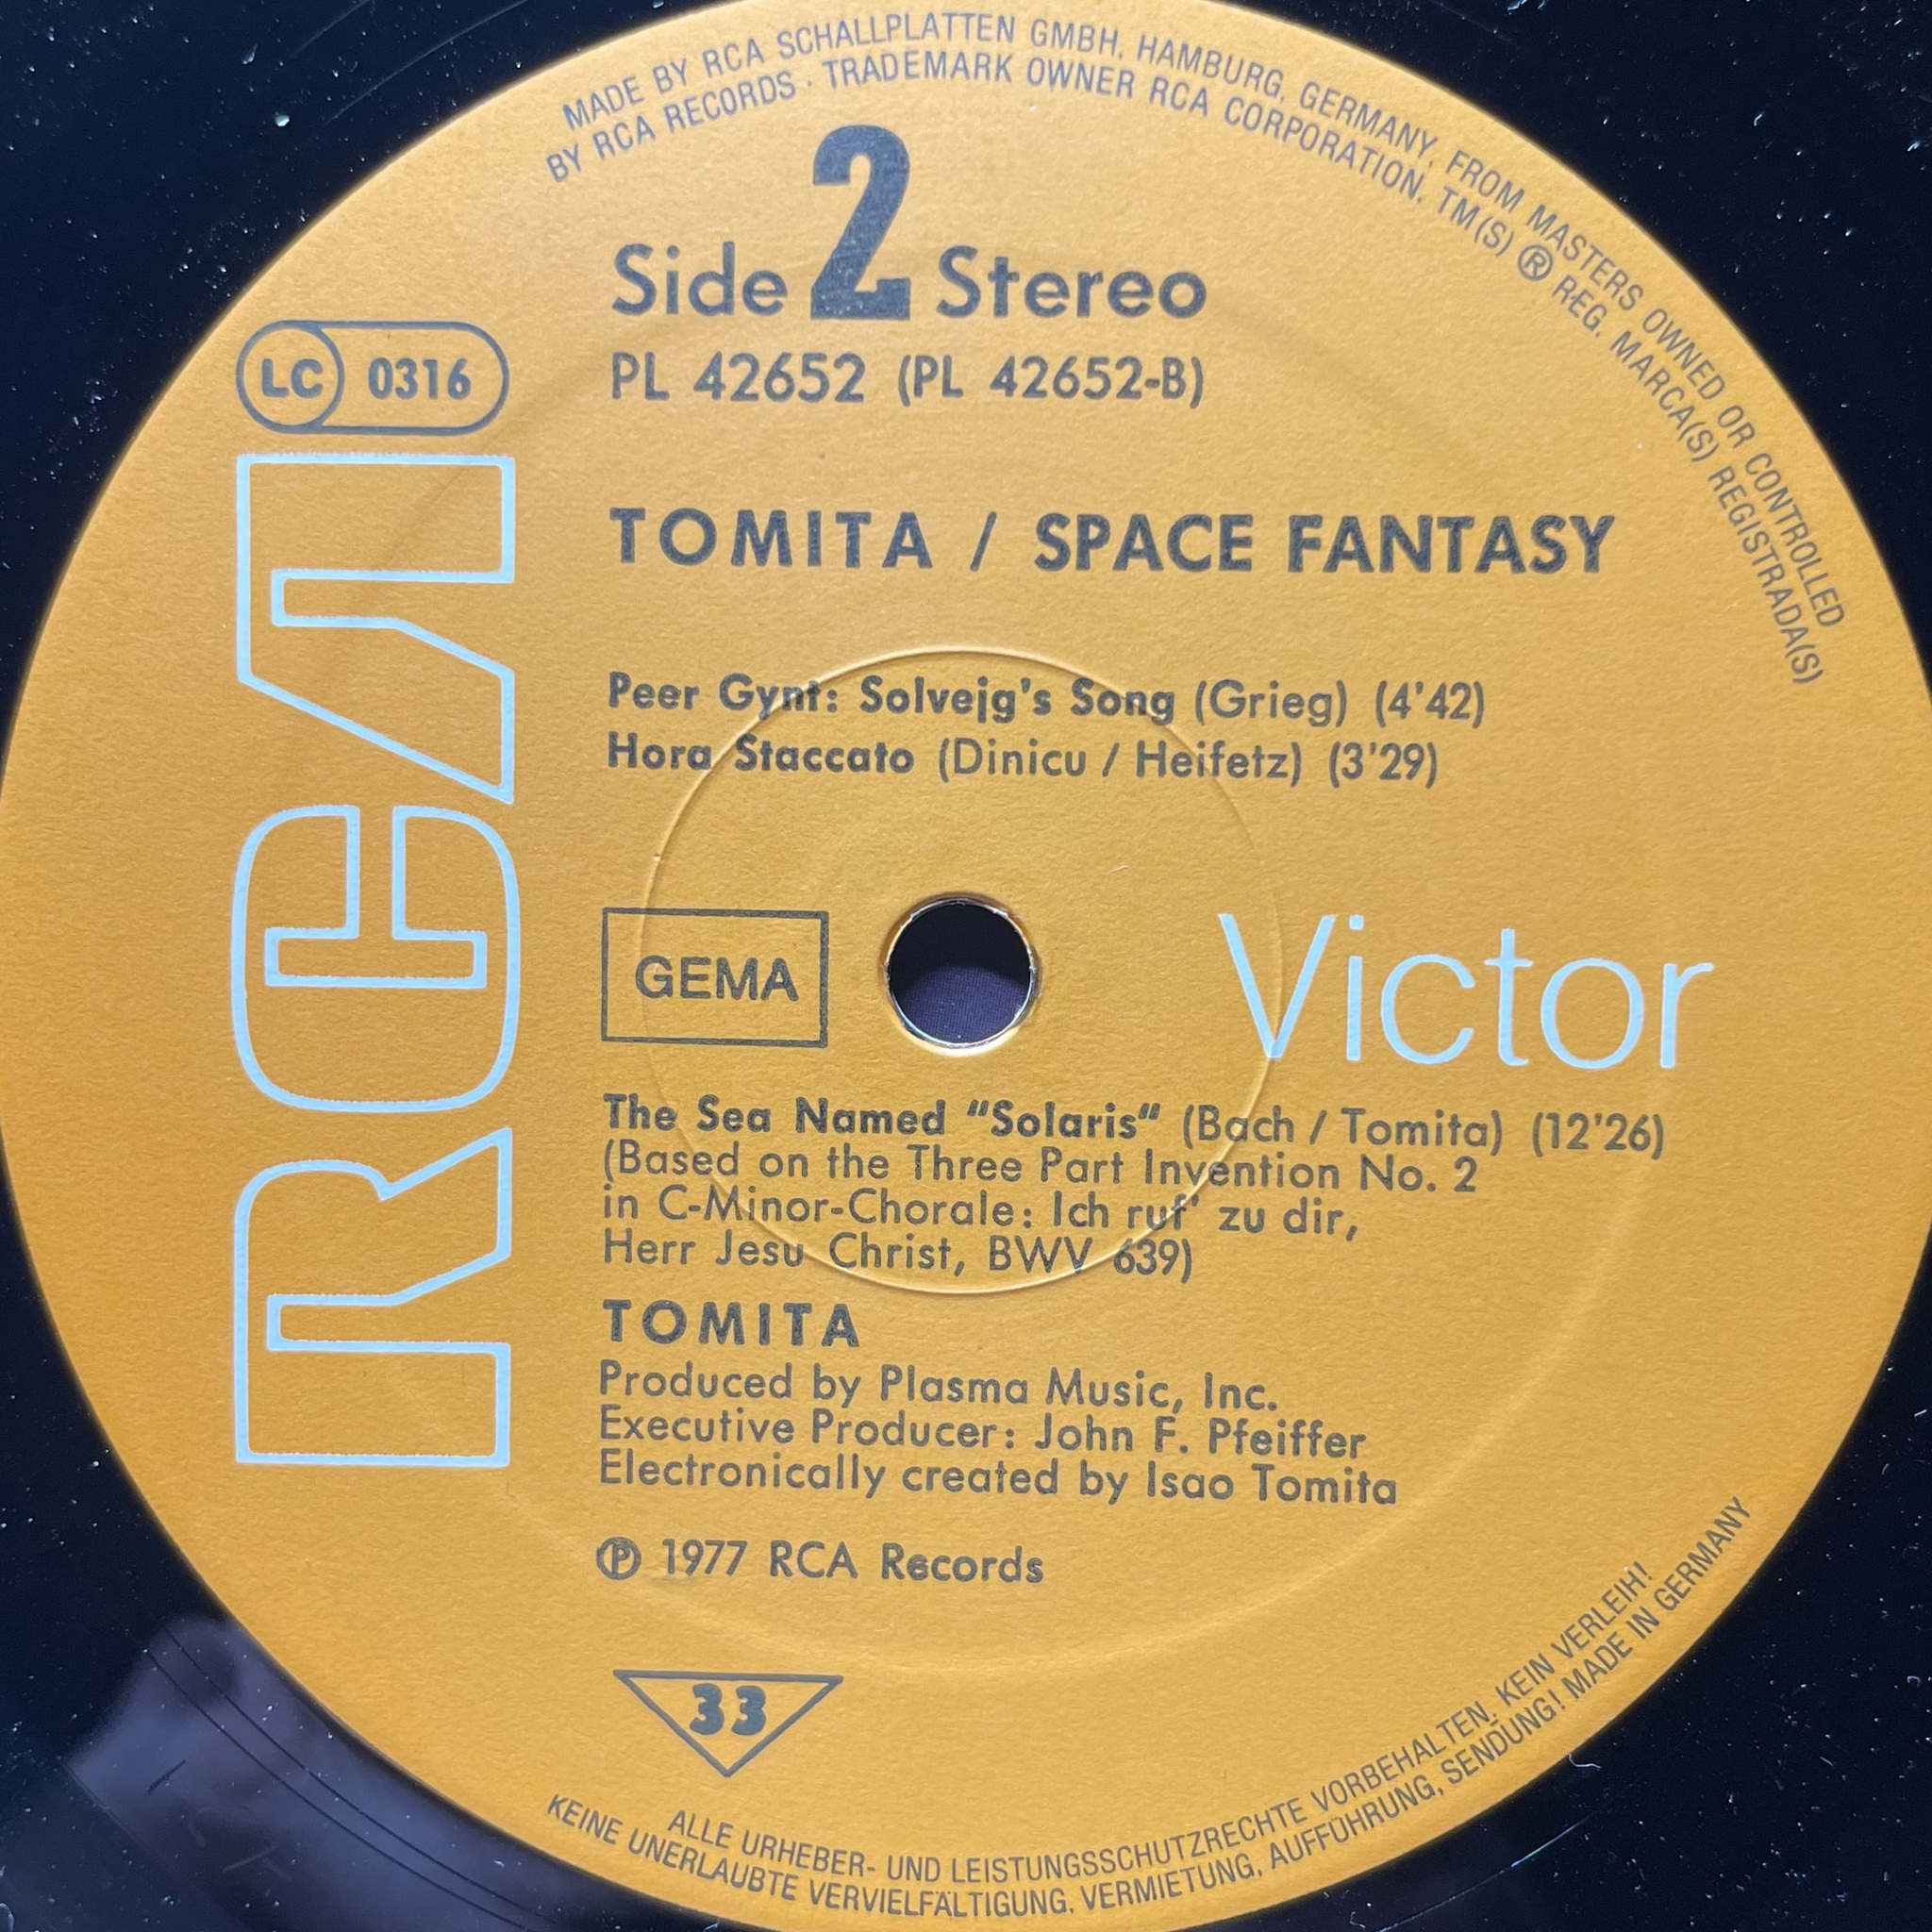 MADE BY RCA SCHALLPLATTEN GMBH, HAMBURG, GERMANY, FROM MASTERS OWNED OR CONTROLLED
BY RCA RECORDS · TRADEMARK OWNER RCA CORPORATION. TM(S) ® REG. MARCA(S) REGISTRADA(S)
Side 2 Stereo
LC 0316
PL 42652 (PL 42652-B)
RCA
TOMITA / SPACE FANTASY
Peer Gynt: Solvejg's Song (Grieg) (4'42)
Hora Staccato (Dinicu / Heifetz) (3'29)
GEMA
Victor
The Sea Named "Solaris" (Bach / Tomita) (12'26)
(Based on the Three Part Invention No. 2
in C-Minor-Chorale: Ich ruf' zu dir,
Herr Jesu Christ, BWV 639)
TOMITA
Produced by Plasma Music, Inc.
Executive Producer: John F. Pfeiffer
Electronically created by Isao Tomita
℗ 1977 RCA Records
33
ALLE URHEBER- UND LEISTUNGSSCHUTZRECHTE VORBEHALTEN. KEIN VERLEIH!
KEINE UNERLAUBTE VERVIELFÄLTIGUNG, VERMIETUNG, AUFFÜHRUNG, SENDUNG! MADE IN GERMANY